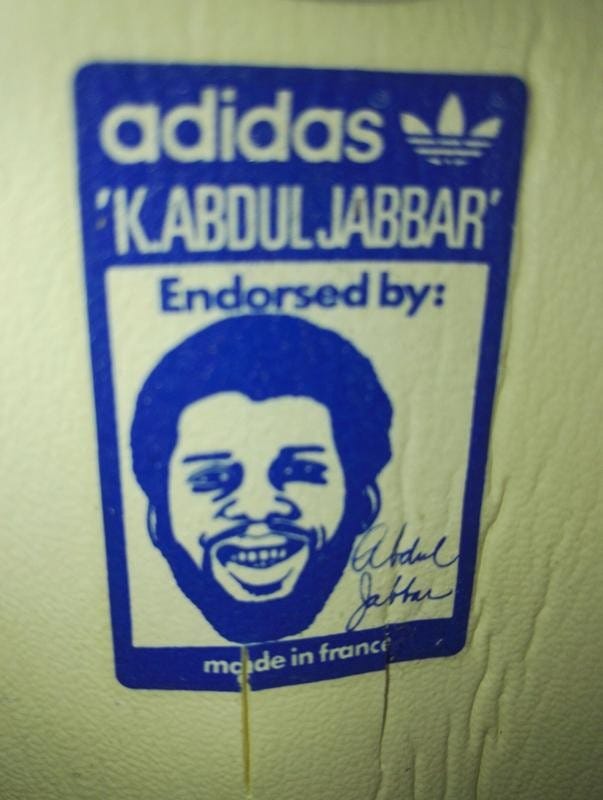 adidas
'K.ABDUL JABBAR'
Endorsed by:
Abdul
Jabbar
made in france